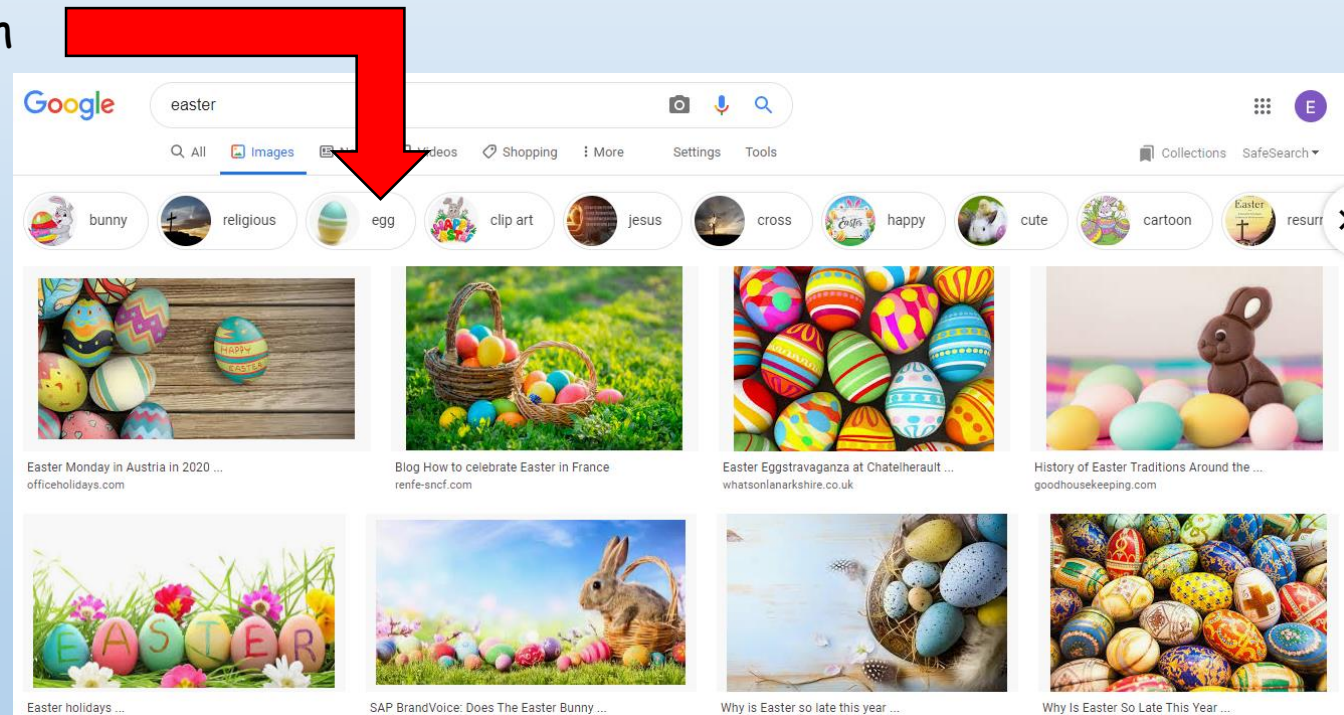 Google easter E
All Images Videos Shopping More Settings Tools Collections SafeSearch
bunny religious egg clip art jesus cross happy cute cartoon resurr
Easter
Easter
HAPPY EASTER
Easter Monday in Austria in 2020 ... Blog How to celebrate Easter in France Easter Eggstravaganza at Chatelherault ... History of Easter Traditions Around the ...
officeholidays.com renfe-sncf.com whatsonlanarkshire.co.uk goodhousekeeping.com
EASTER
Easter holidays ... SAP BrandVoice: Does The Easter Bunny ... Why is Easter so late this year ... Why Is Easter So Late This Year ...